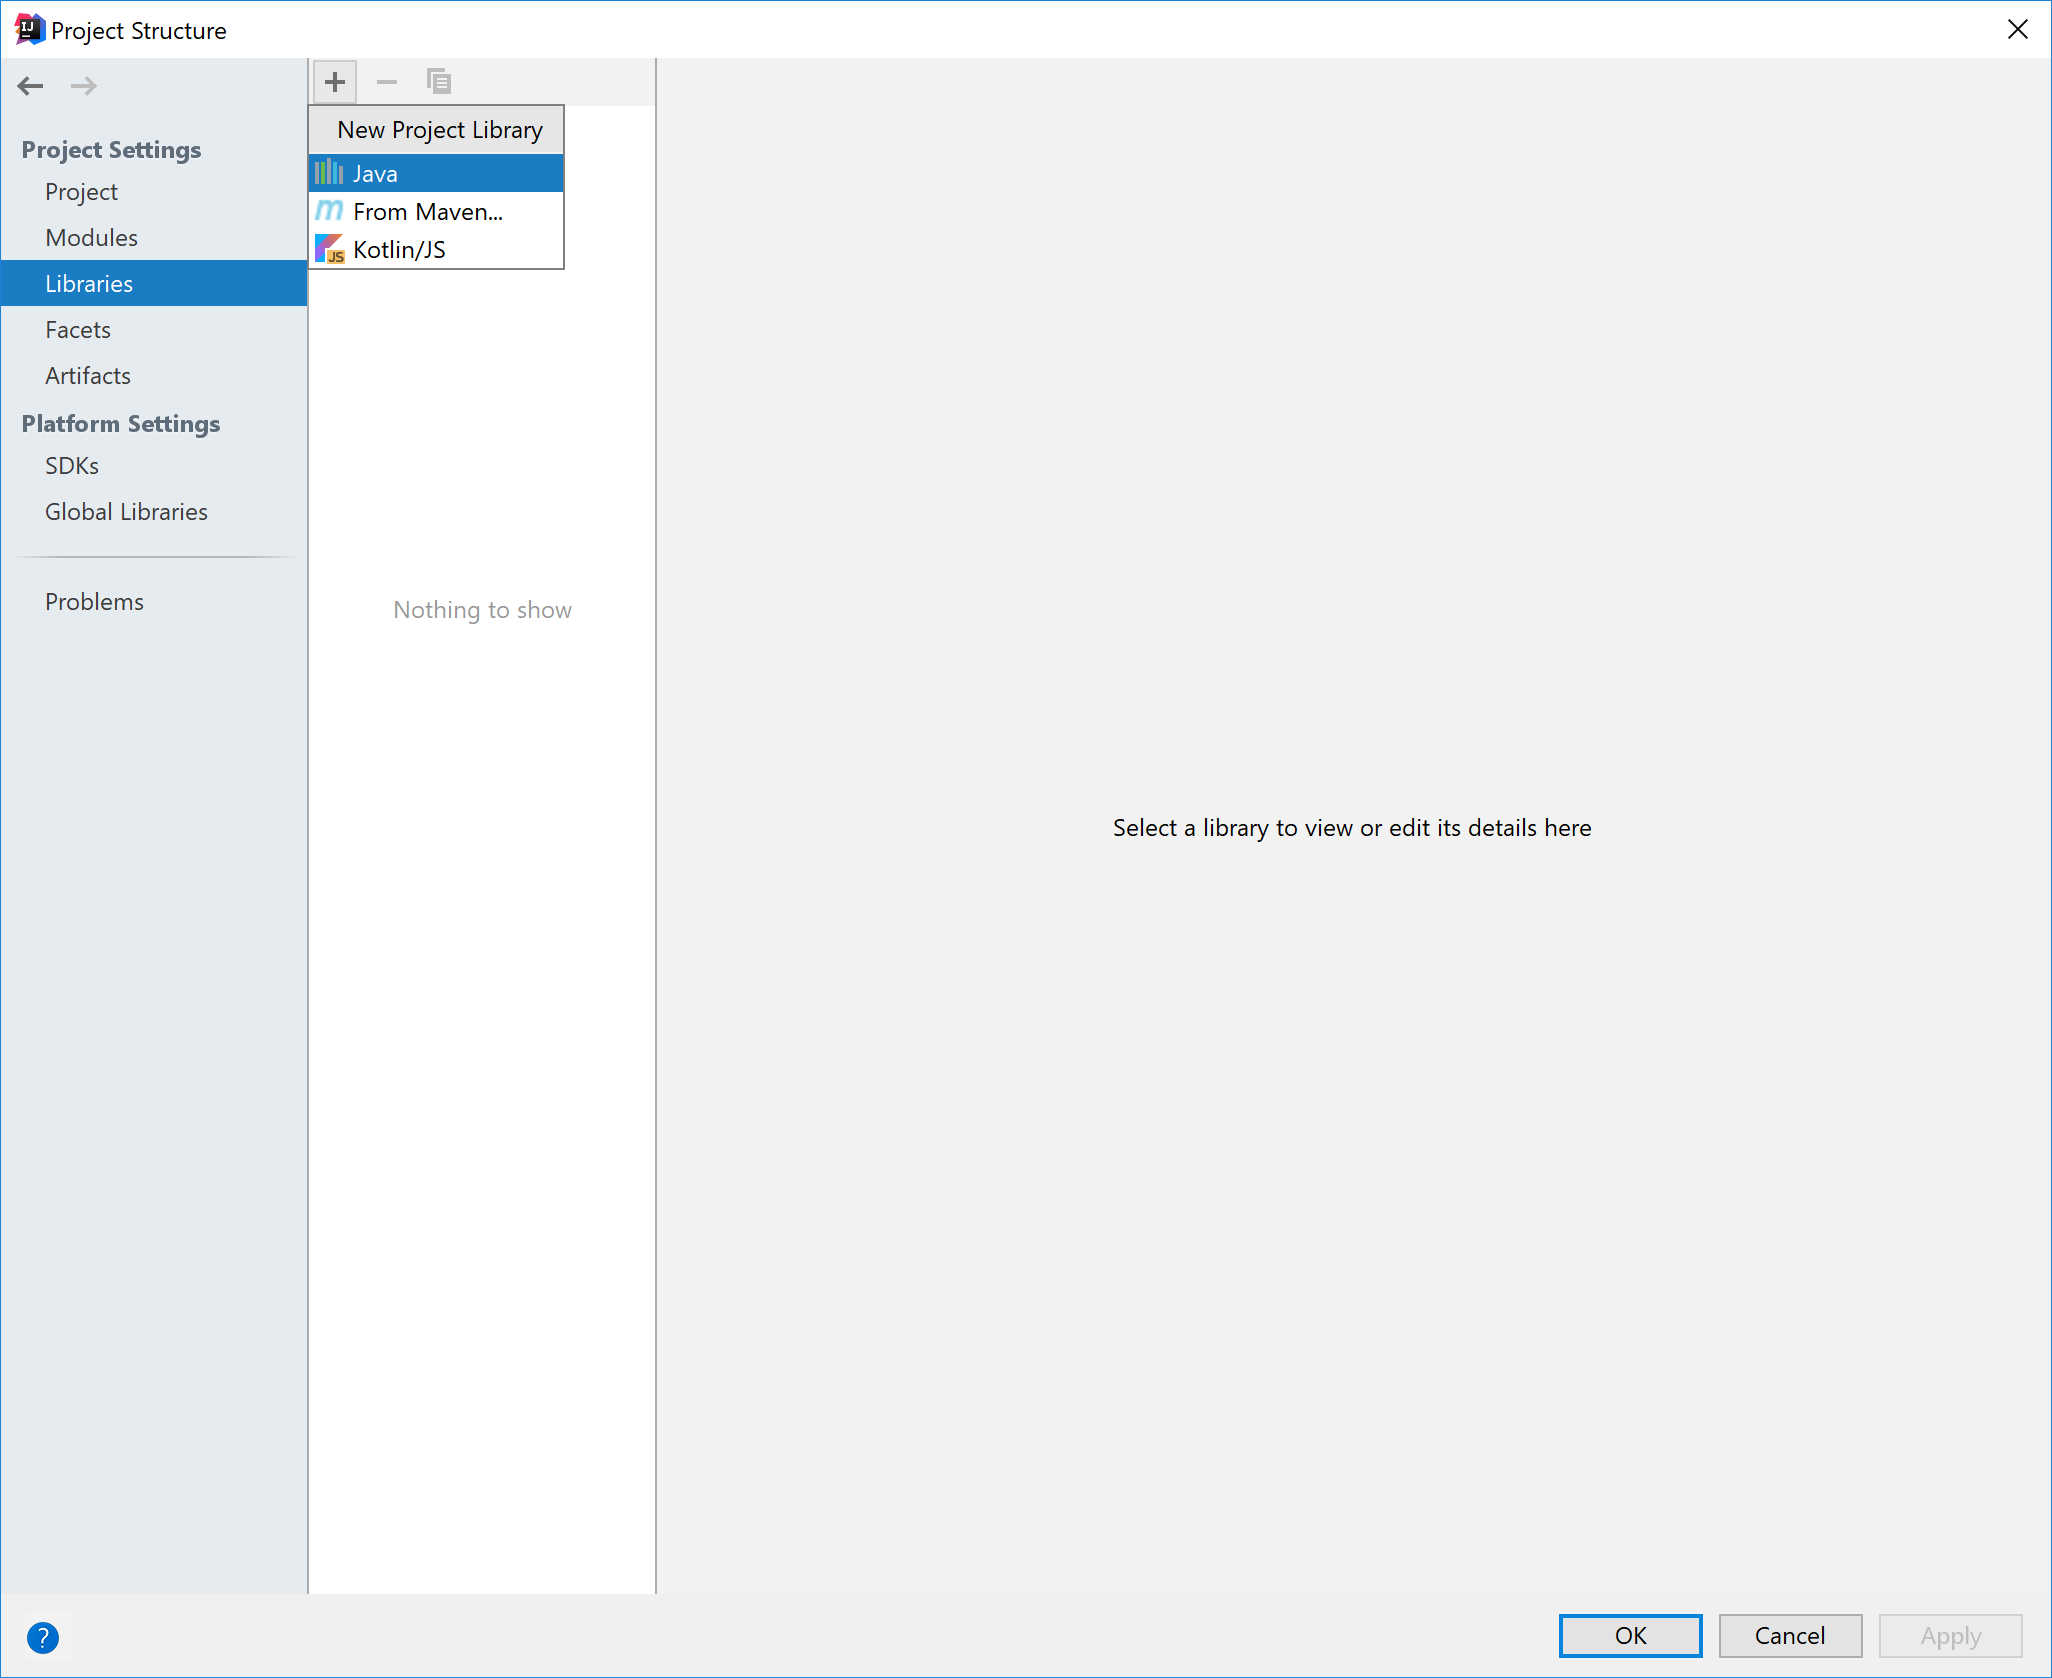 Project Structure
Project Settings
Project
Modules
Libraries
Facets
Artifacts
Platform Settings
SDKs
Global Libraries
Problems
New Project Library
Java
From Maven...
Kotlin/JS
Nothing to show
Select a library to view or edit its details here
?
OK
Cancel
Apply